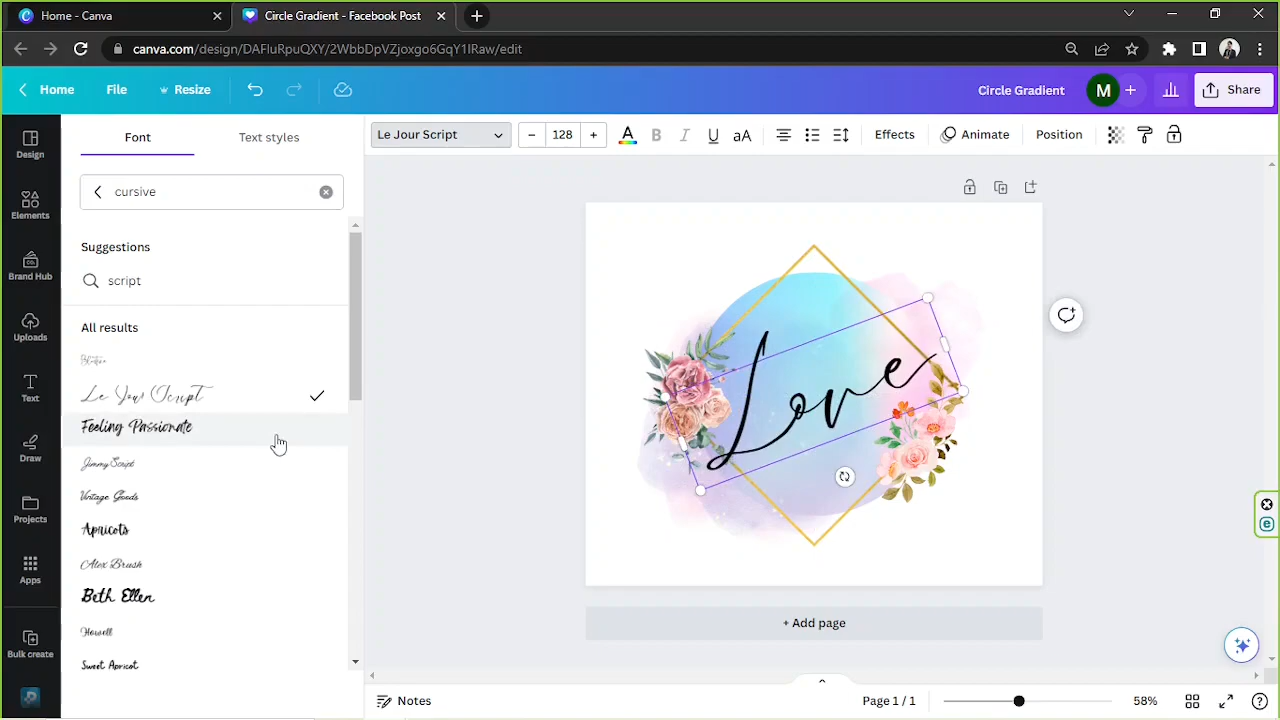 Home - Canva
Circle Gradient - Facebook Post
canva.com/design/DAFluRpuQXY/2WbbDpVZjoxgo6GqY1IRaw/edit
Home
File
Resize
Circle Gradient
M
Share
Design
Elements
Brand Hub
Uploads
Text
Draw
Projects
Apps
Bulk create
Font
Text styles
cursive
Suggestions
script
All results
Le Jour Script
Feeling Passionate
Jimmy Script
Vintage Goods
Apricots
Alex Brush
Beth Ellen
Howell
Sweet Apricot
Le Jour Script
128
A
B
I
U
aA
Effects
Animate
Position
Love
+ Add page
Notes
Page 1 / 1
58%